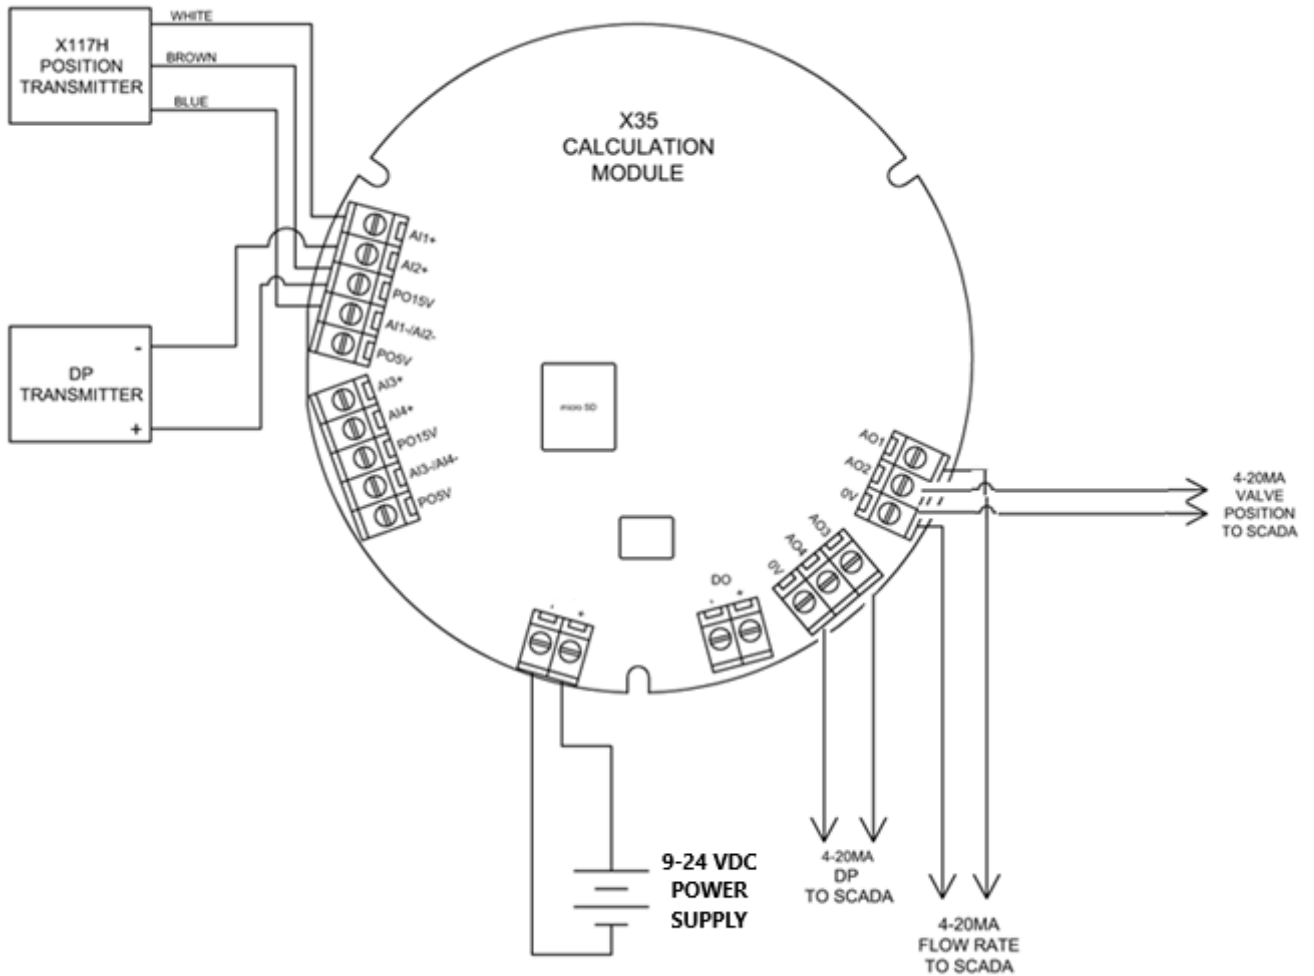 WHITE
X117H
POSITION
TRANSMITTER
BROWN
BLUE
X35
CALCULATION
MODULE
AI1+
AI2+
PO15V
AI1-/AI2-
PO5V
DP
TRANSMITTER
-
+
AI3+
AI4+
PO15V
AI3-/AI4-
PO5V
micro SD
AO1
AO2
0V
4-20MA
VALVE
POSITION
TO SCADA
AO3
AO4
0V
DO
- +
- +
9-24 VDC
POWER
SUPPLY
4-20MA
DP
TO SCADA
4-20MA
FLOW RATE
TO SCADA